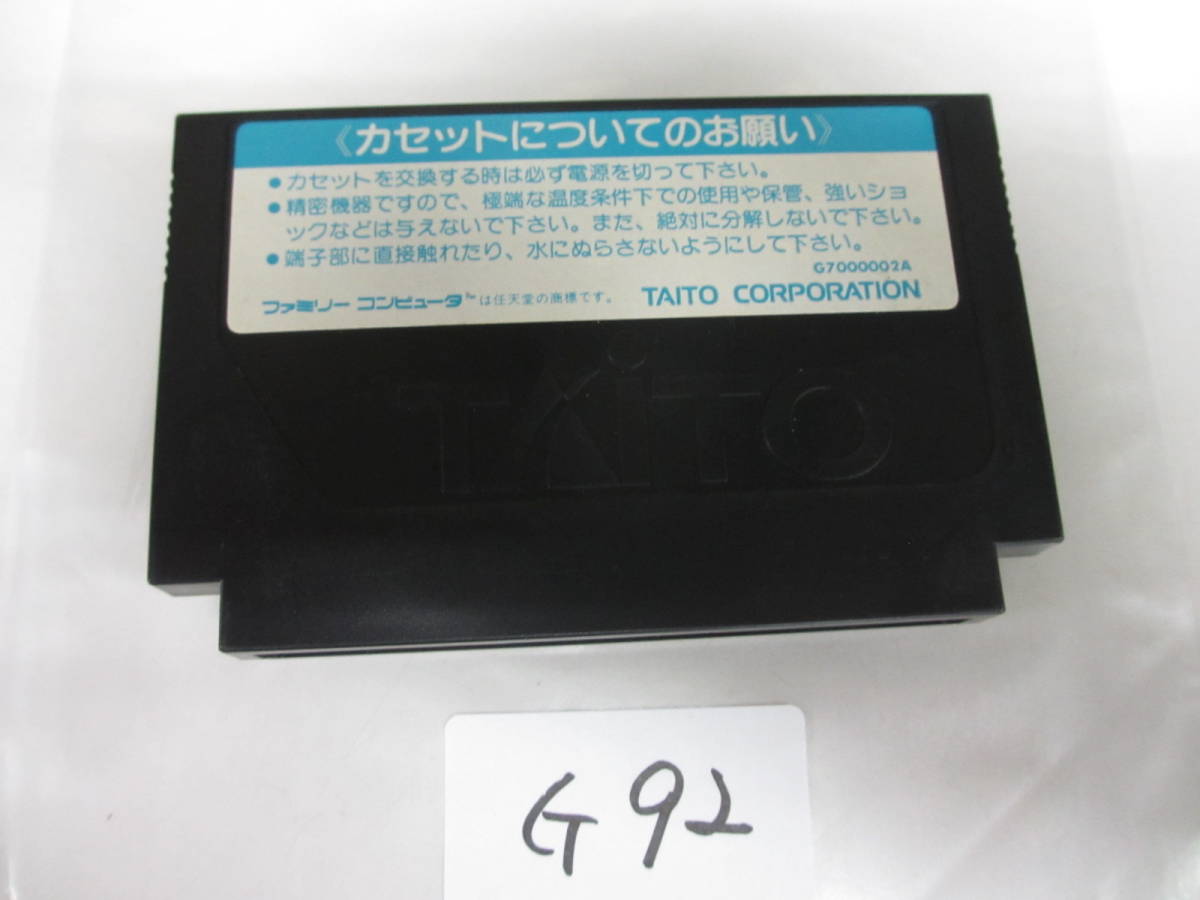 《カセットについてのお願い》
●カセットを交換する時は必ず電源を切って下さい。
●精密機器ですので、極端な温度条件下での使用や保管、強いショ
ックなどは与えないで下さい。また、絶対に分解しないで下さい。
●端子部に直接触れたり、水にぬらさないようにして下さい。
G7000002A
ファミリー コンピュータ™は任天堂の商標です。 TAITO CORPORATION
TAITO
G92